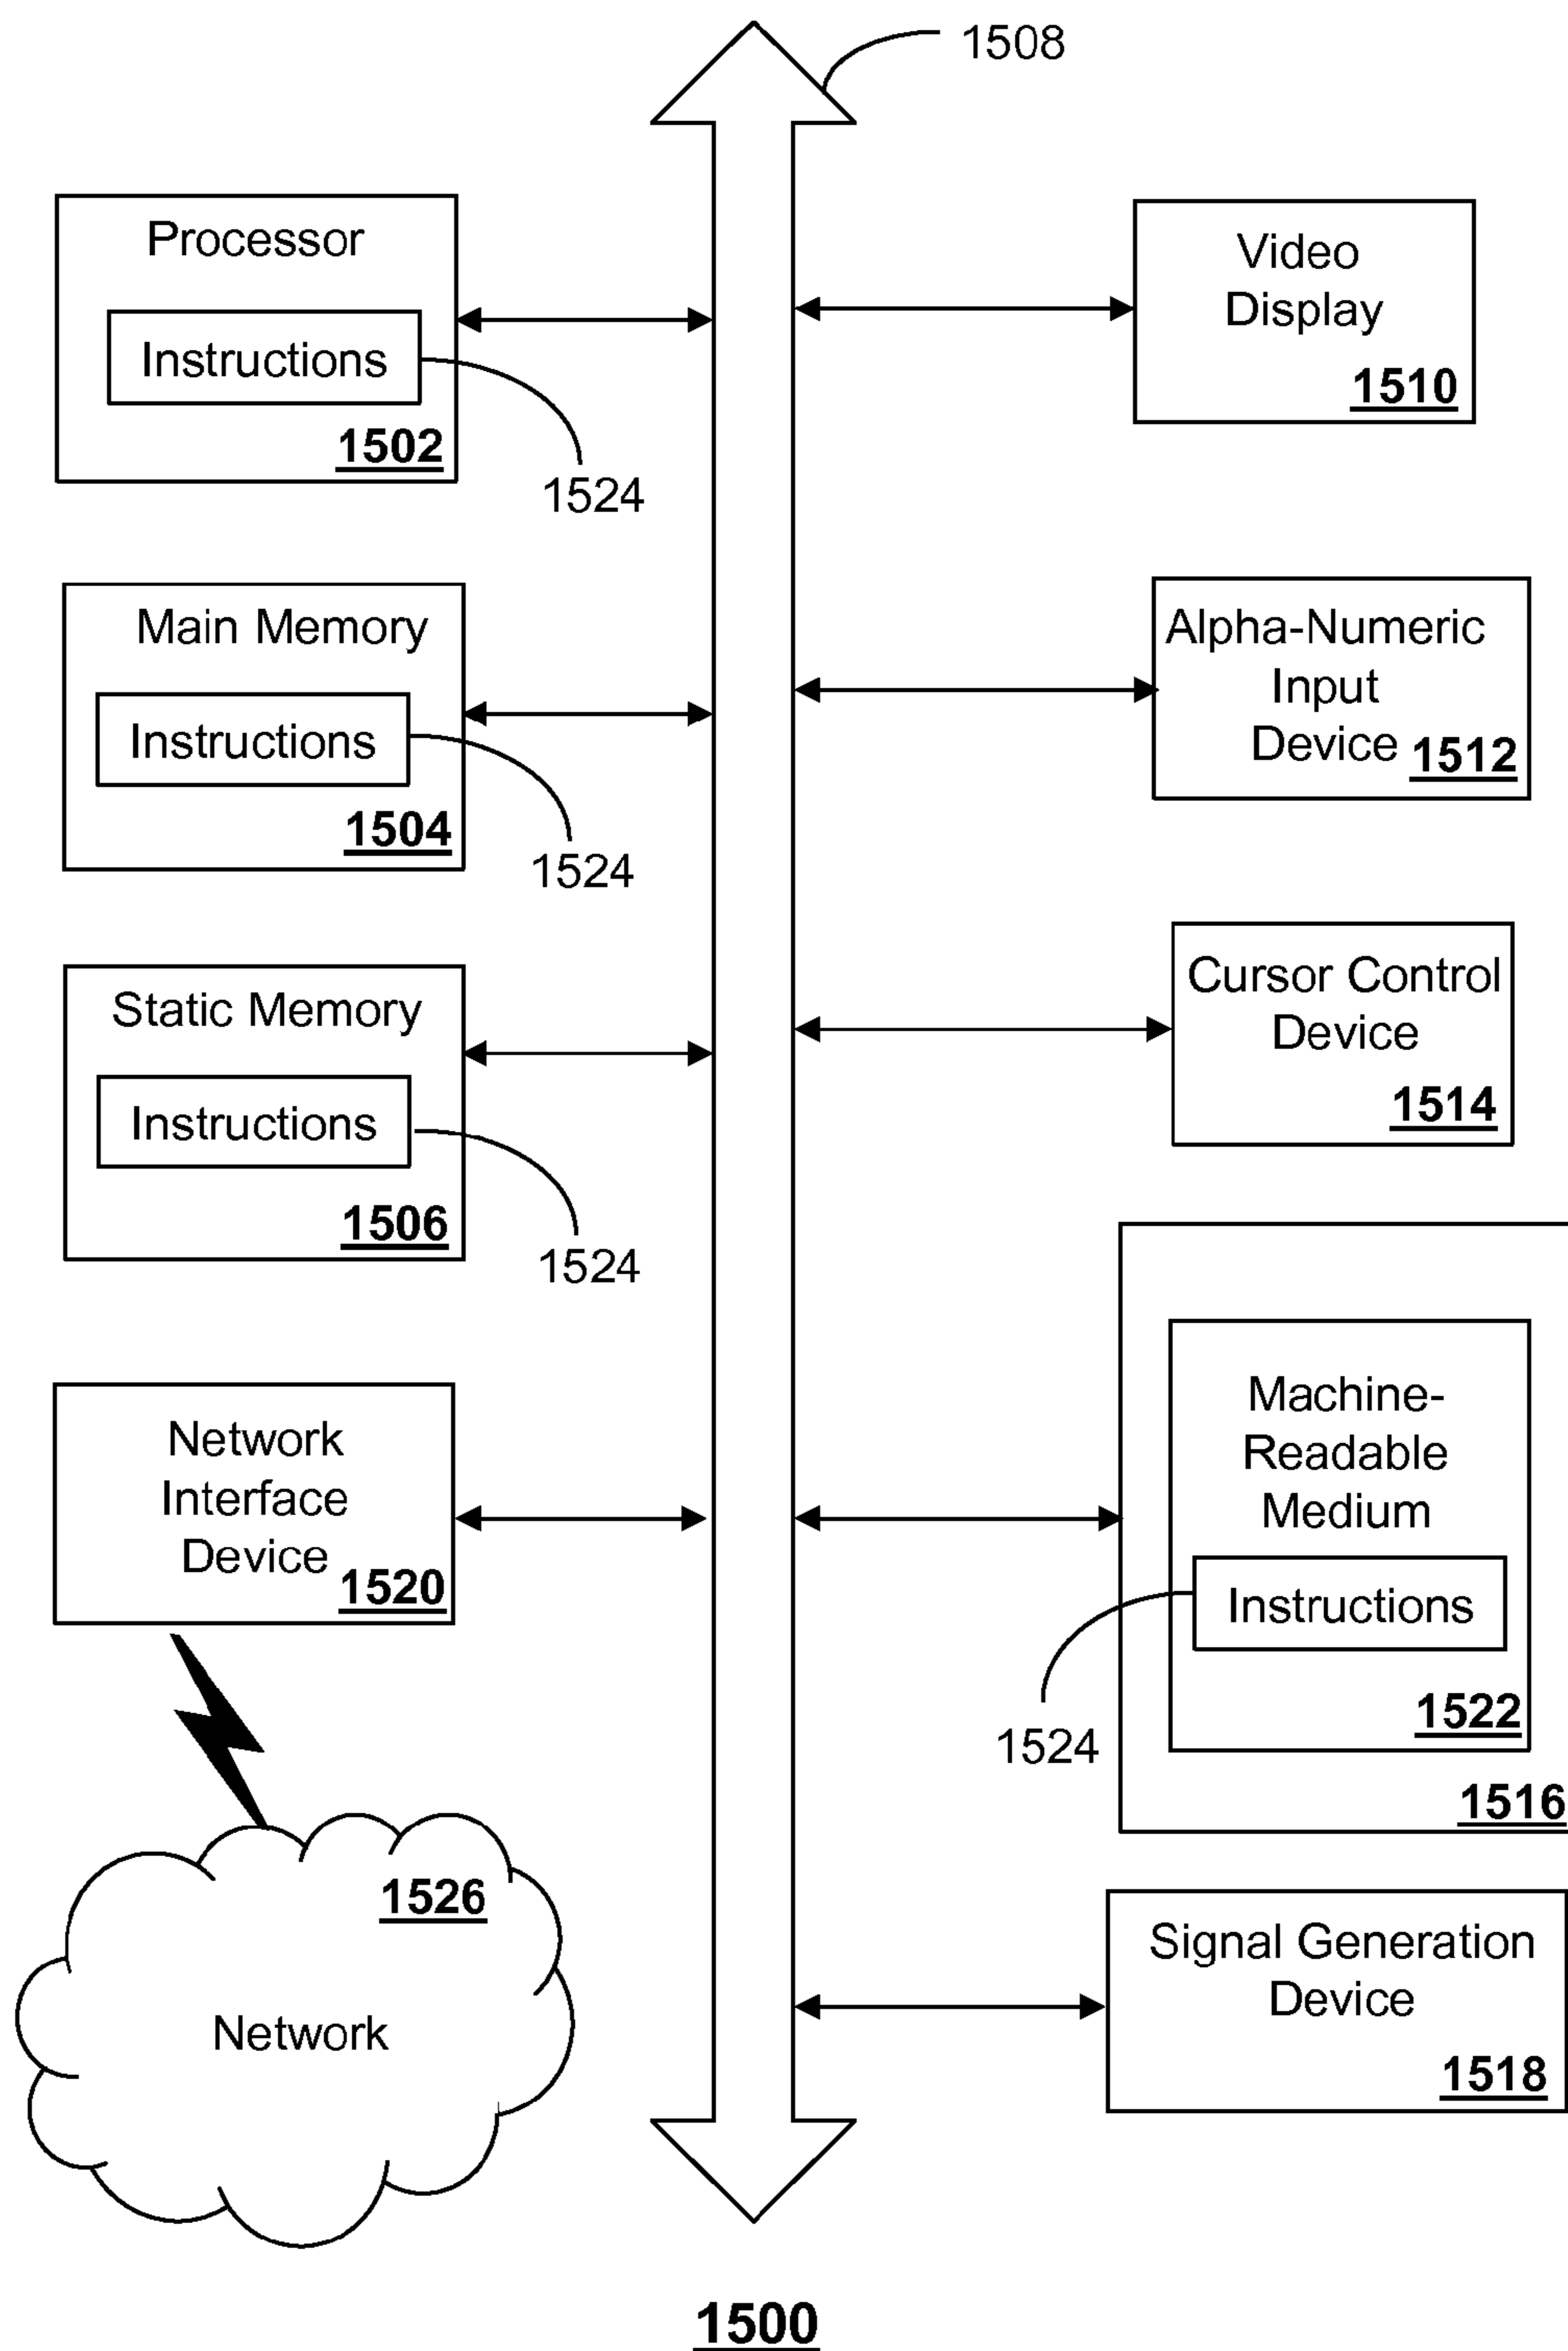 1508
Processor
Instructions
1502
1524
Video
Display
1510
Main Memory
Instructions
1504
1524
Alpha-Numeric
Input
Device 1512
Static Memory
Instructions
1506
1524
Cursor Control
Device
1514
Network
Interface
Device
1520
Machine-
Readable
Medium
Instructions
1522
1524
1516
1526
Network
Signal Generation
Device
1518
1500